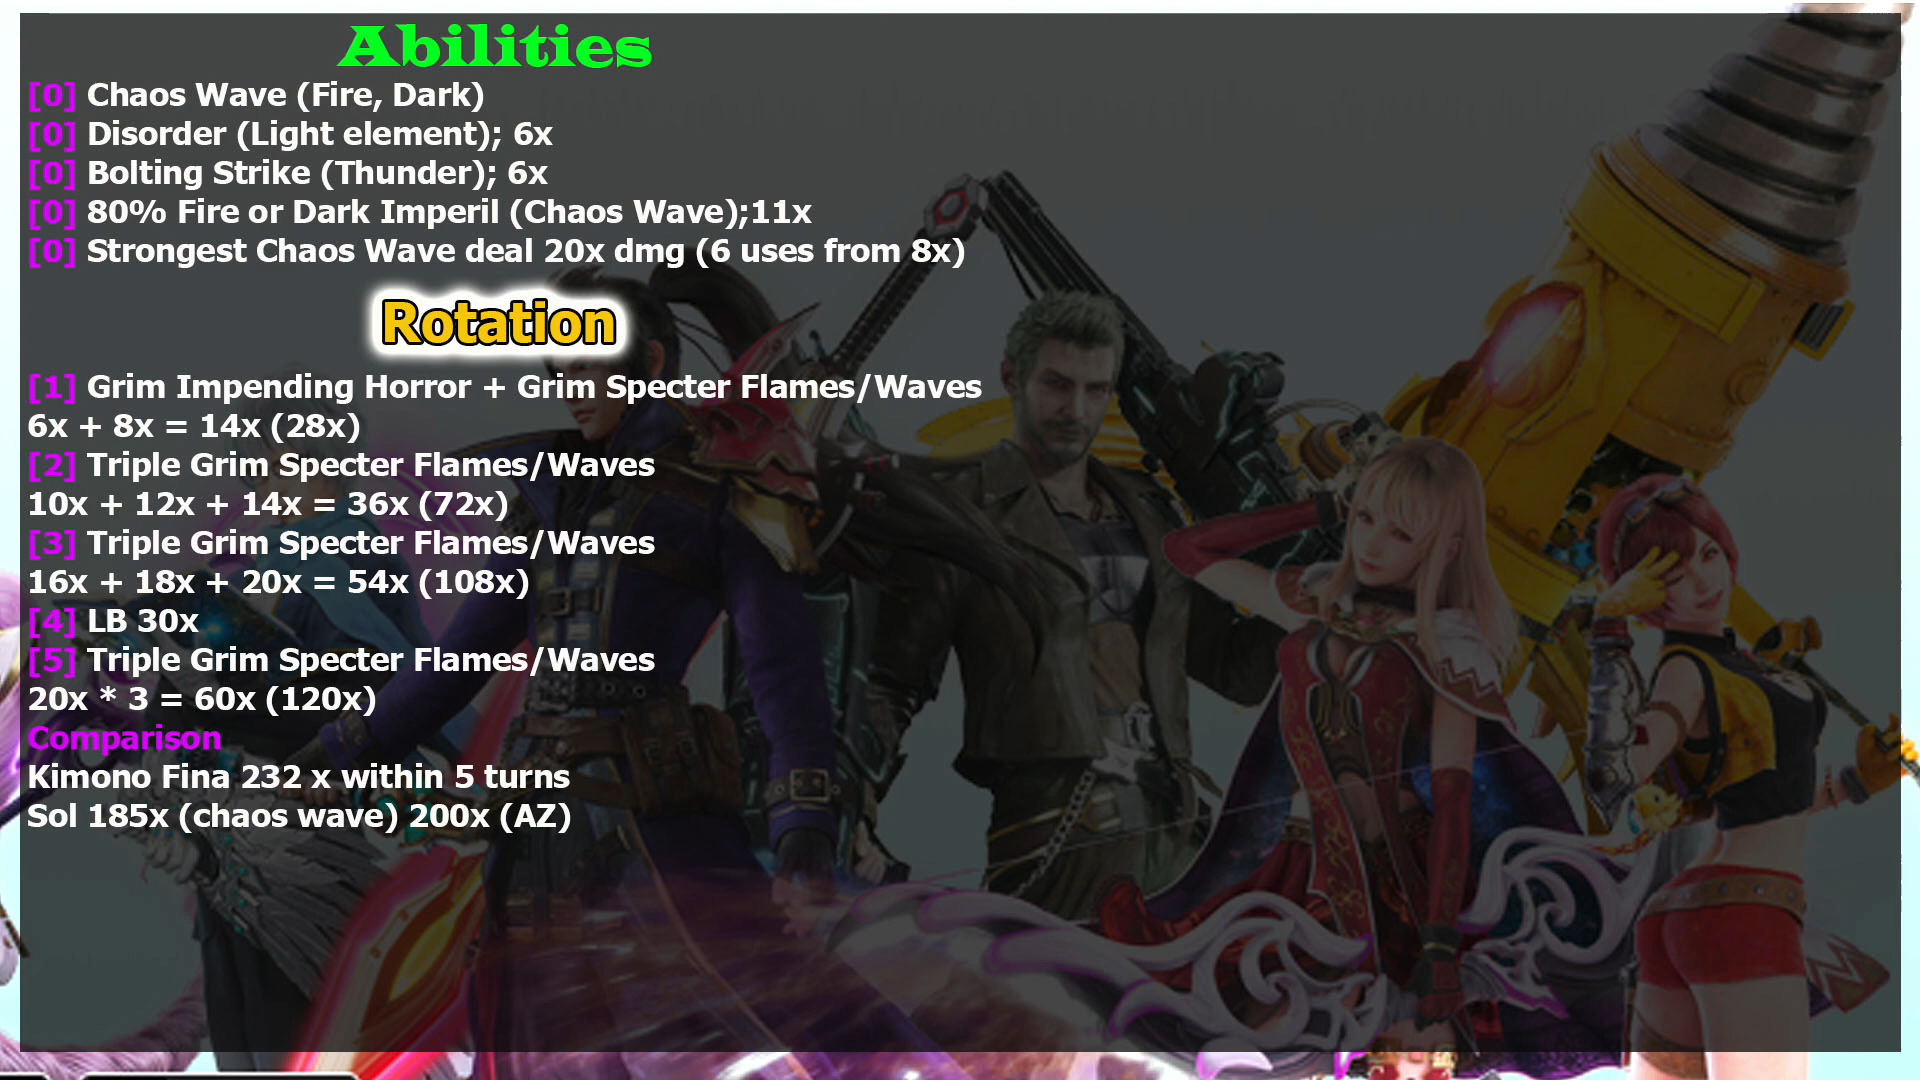 Abilities
[0] Chaos Wave (Fire, Dark)
[0] Disorder (Light element); 6x
[0] Bolting Strike (Thunder); 6x
[0] 80% Fire or Dark Imperil (Chaos Wave);11x
[0] Strongest Chaos Wave deal 20x dmg (6 uses from 8x)
Rotation
[1] Grim Impending Horror + Grim Specter Flames/Waves
6x + 8x = 14x (28x)
[2] Triple Grim Specter Flames/Waves
10x + 12x + 14x = 36x (72x)
[3] Triple Grim Specter Flames/Waves
16x + 18x + 20x = 54x (108x)
[4] LB 30x
[5] Triple Grim Specter Flames/Waves
20x * 3 = 60x (120x)
Comparison
Kimono Fina 232 x within 5 turns
Sol 185x (chaos wave) 200x (AZ)